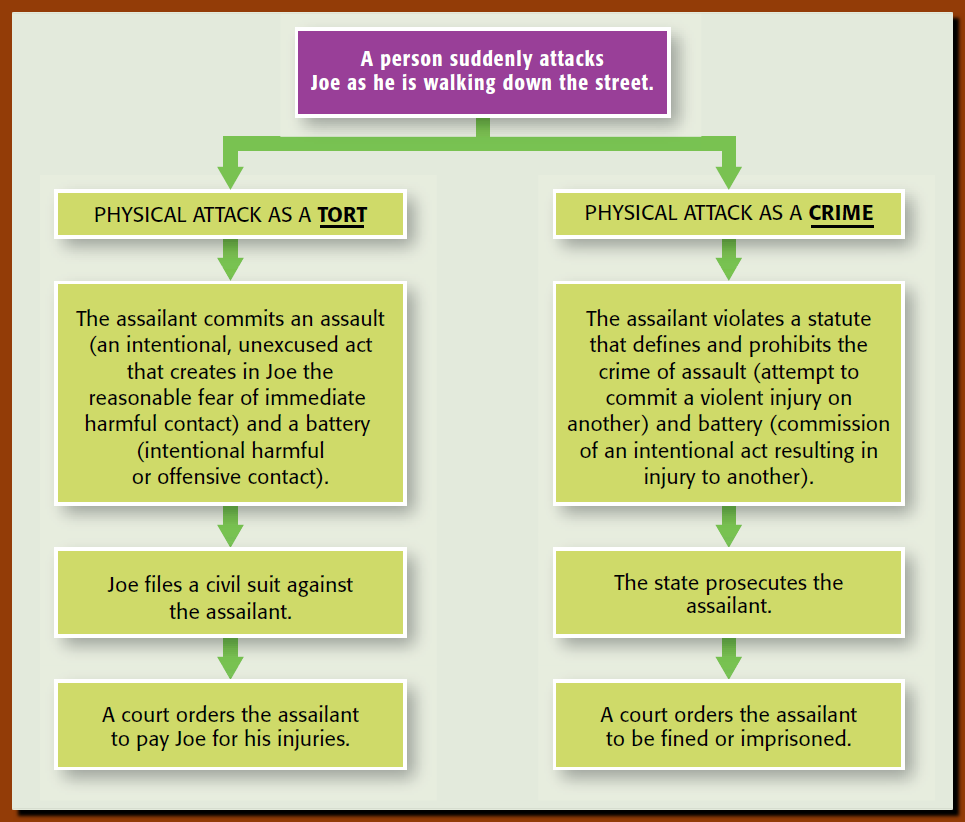 A person suddenly attacks
Joe as he is walking down the street.
PHYSICAL ATTACK AS A TORT
The assailant commits an assault
(an intentional, unexcused act
that creates in Joe the
reasonable fear of immediate
harmful contact) and a battery
(intentional harmful
or offensive contact).
Joe files a civil suit against
the assailant.
A court orders the assailant
to pay Joe for his injuries.
PHYSICAL ATTACK AS A CRIME
The assailant violates a statute
that defines and prohibits the
crime of assault (attempt to
commit a violent injury on
another) and battery (commission
of an intentional act resulting in
injury to another).
The state prosecutes the
assailant.
A court orders the assailant
to be fined or imprisoned.